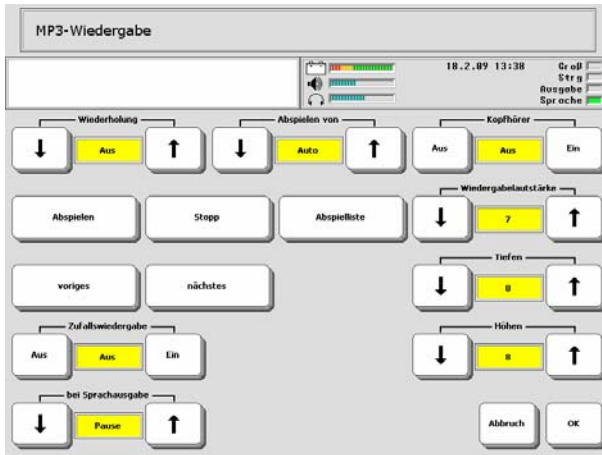 MP3-Wiedergabe
18.2.09 13:38
Groß
Strg
Ausgabe
Sprache
Wiederholung
Abspielen von
Kopfhörer
Aus
Auto
Aus
Aus
Ein
Wiedergabelautstärke
Abspielen
Stopp
Abspielliste
7
Tiefen
voriges
nächstes
8
Zufallswiedergabe
Höhen
Aus
Aus
Ein
8
bei Sprachausgabe
Pause
Abbruch
OK